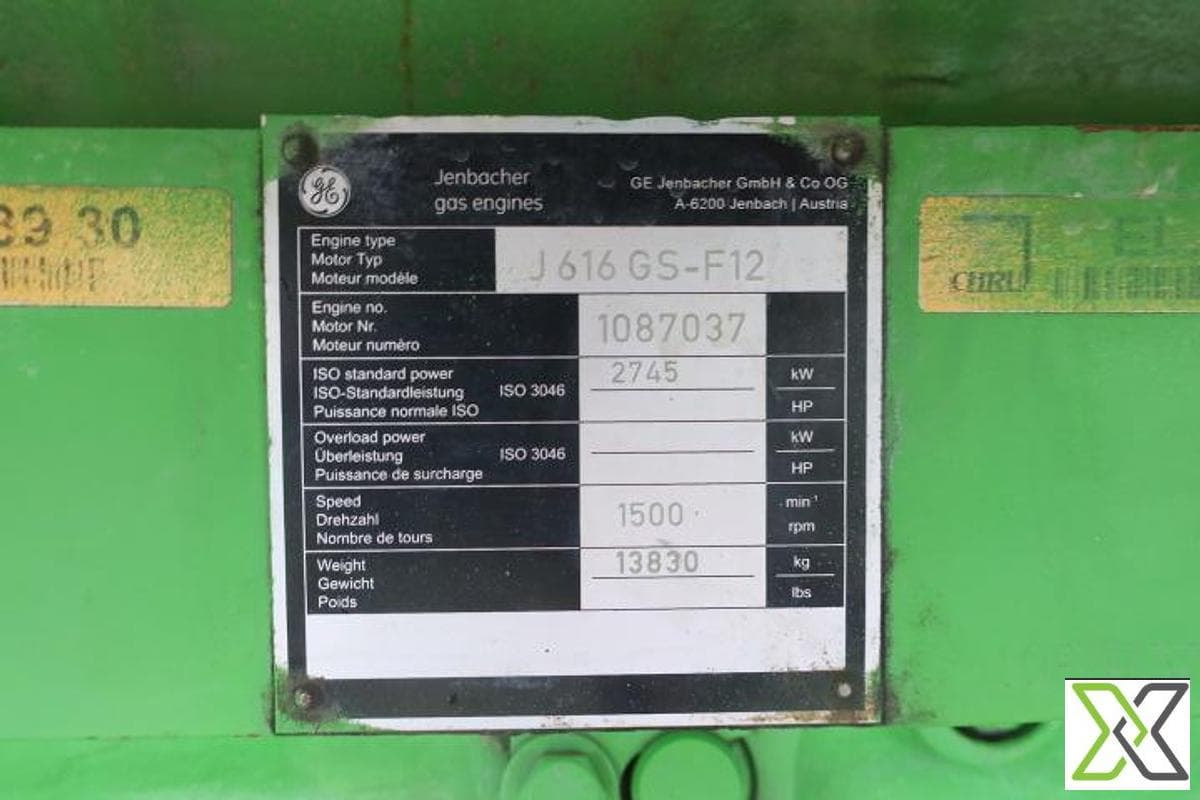 Jenbacher
gas engines
GE Jenbacher GmbH & Co OG
A-6200 Jenbach | Austria
GE
Engine type
Motor Typ
Moteur modèle
J 616 GS-F12
Engine no.
Motor Nr.
Moteur numéro
1087037
ISO standard power
ISO-Standardleistung
Puissance normale ISO
ISO 3046
2745
kW
HP
Overload power
Überleistung
Puissance de surcharge
ISO 3046
kW
HP
Speed
Drehzahl
Nombre de tours
1500
min⁻¹
rpm
Weight
Gewicht
Poids
13830
kg
lbs
39 30